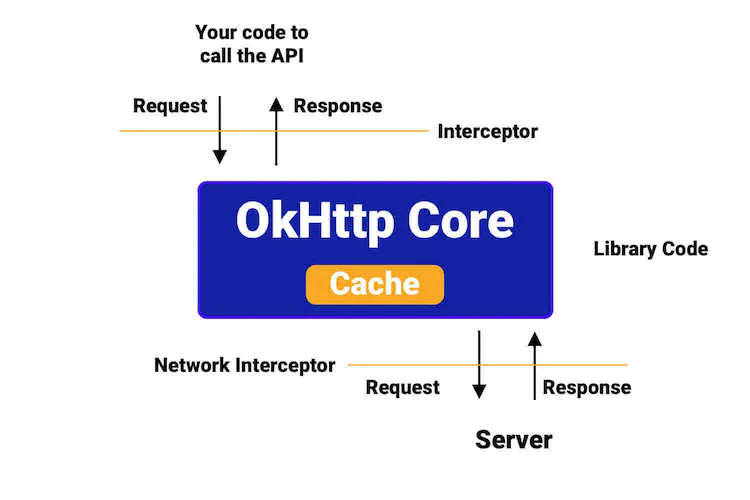 Your code to
call the API
Request
Response
Interceptor
OkHttp Core
Cache
Library Code
Network Interceptor
Request
Response
Server